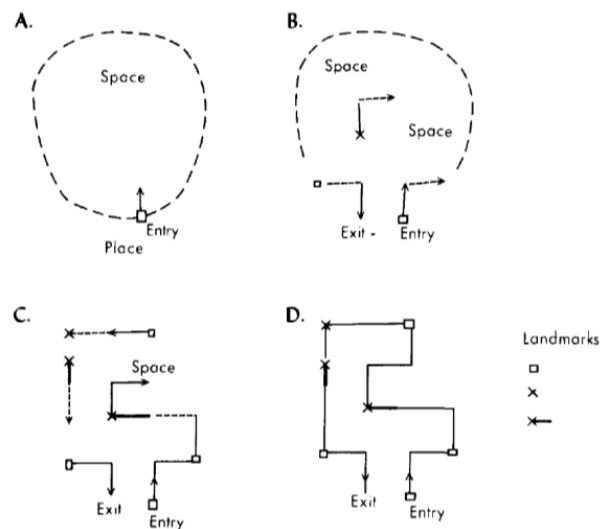 A.
Space
Entry
Place
B.
Space
Space
Exit - Entry
C.
Space
Exit
Entry
D.
Exit
Entry
Landmarks